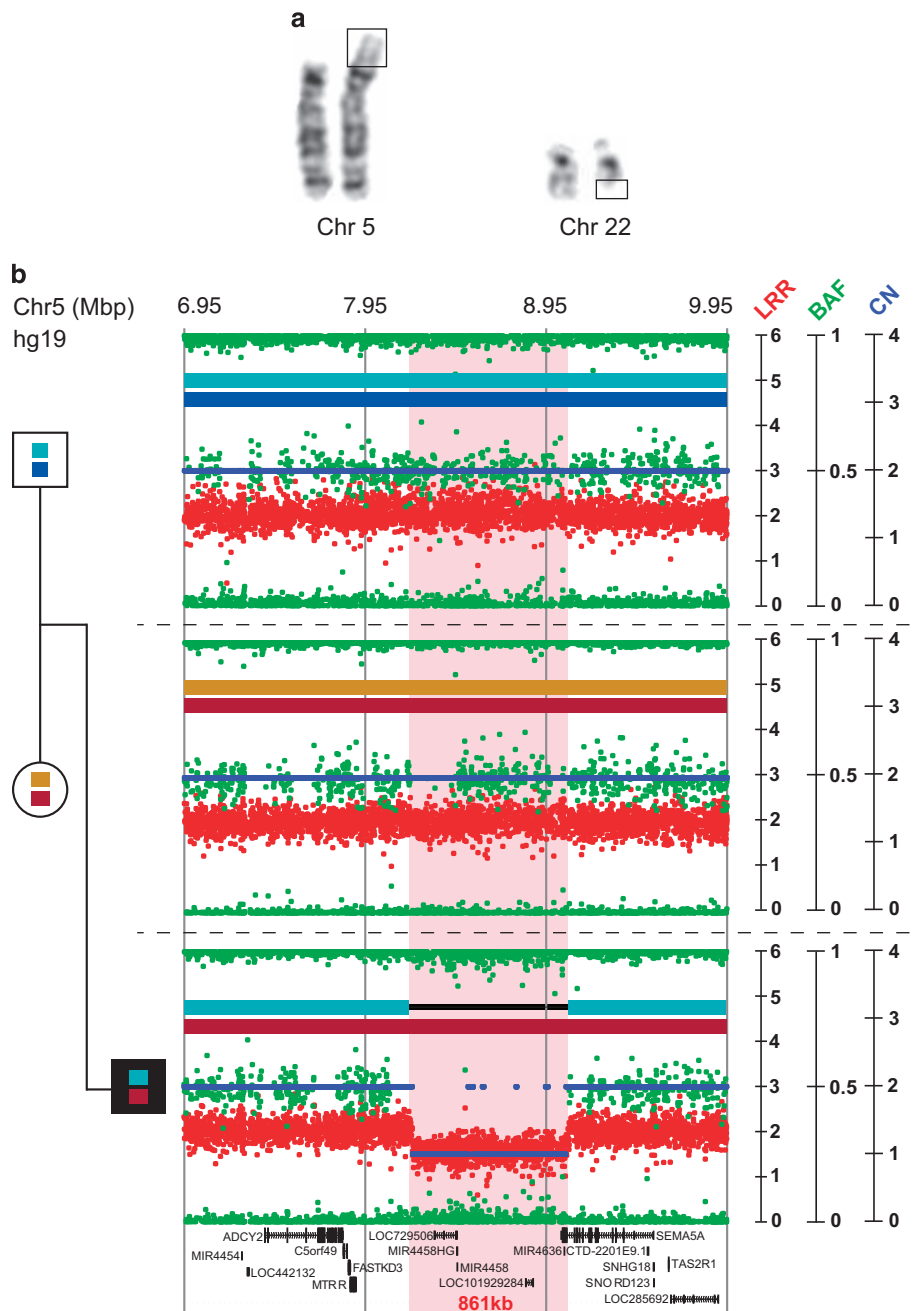 a
Chr 5
Chr 22
b
Chr5 (Mbp)
hg19
6.95
7.95
8.95
9.95
LRR
BAF
CN
6
5
4
3
2
1
0
1
0.5
0
4
3
2
1
0
6
5
4
3
2
1
0
1
0.5
0
4
3
2
1
0
6
5
4
3
2
1
0
1
0.5
0
4
3
2
1
0
ADCY2
LOC729506
SEMA5A
C5orf49
MIR4458HG
MIR4636
CTD-2201E9.1
MIR4454
LOC442132
FASTKD3
MIR4458
SNHG18
TAS2R1
MTRR
LOC101929284
SNORD123
861kb
LOC285692